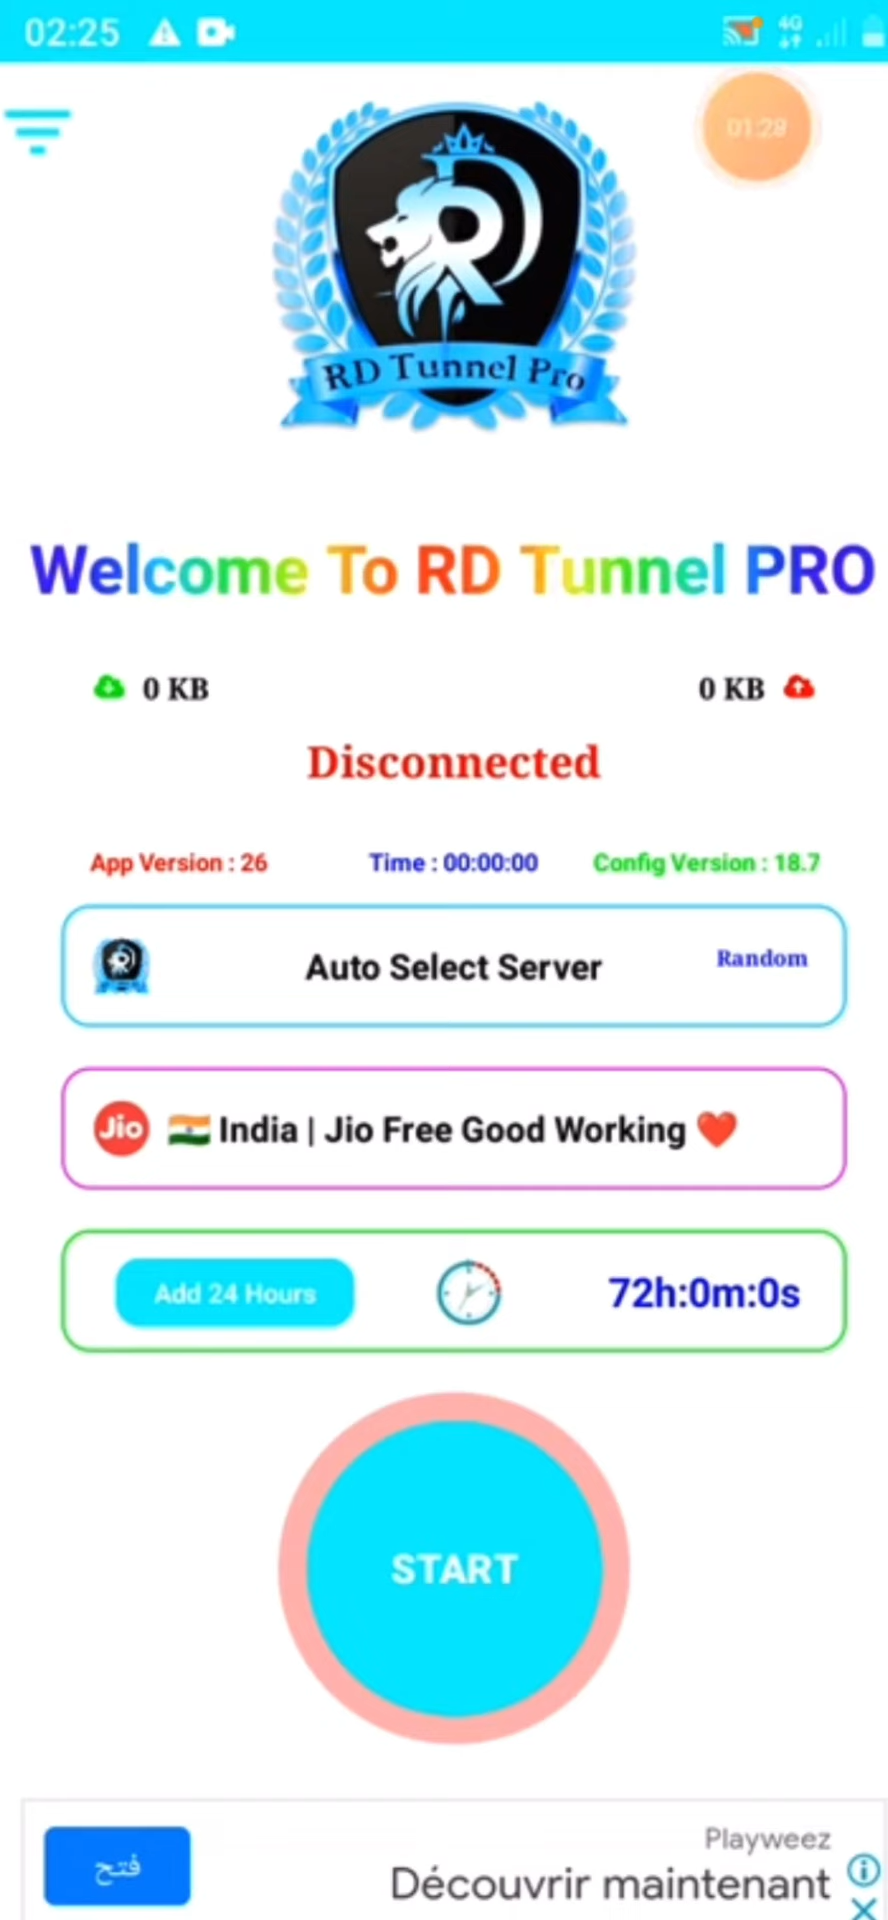 02:25
4G
01:29
RD Tunnel Pro
Welcome To RD Tunnel PRO
0 KB 0 KB
Disconnected
App Version : 26 Time : 00:00:00 Config Version : 18.7
Auto Select Server Random
Jio India | Jio Free Good Working
Add 24 Hours 72h:0m:0s
START
Playweez
فتح Découvrir maintenant